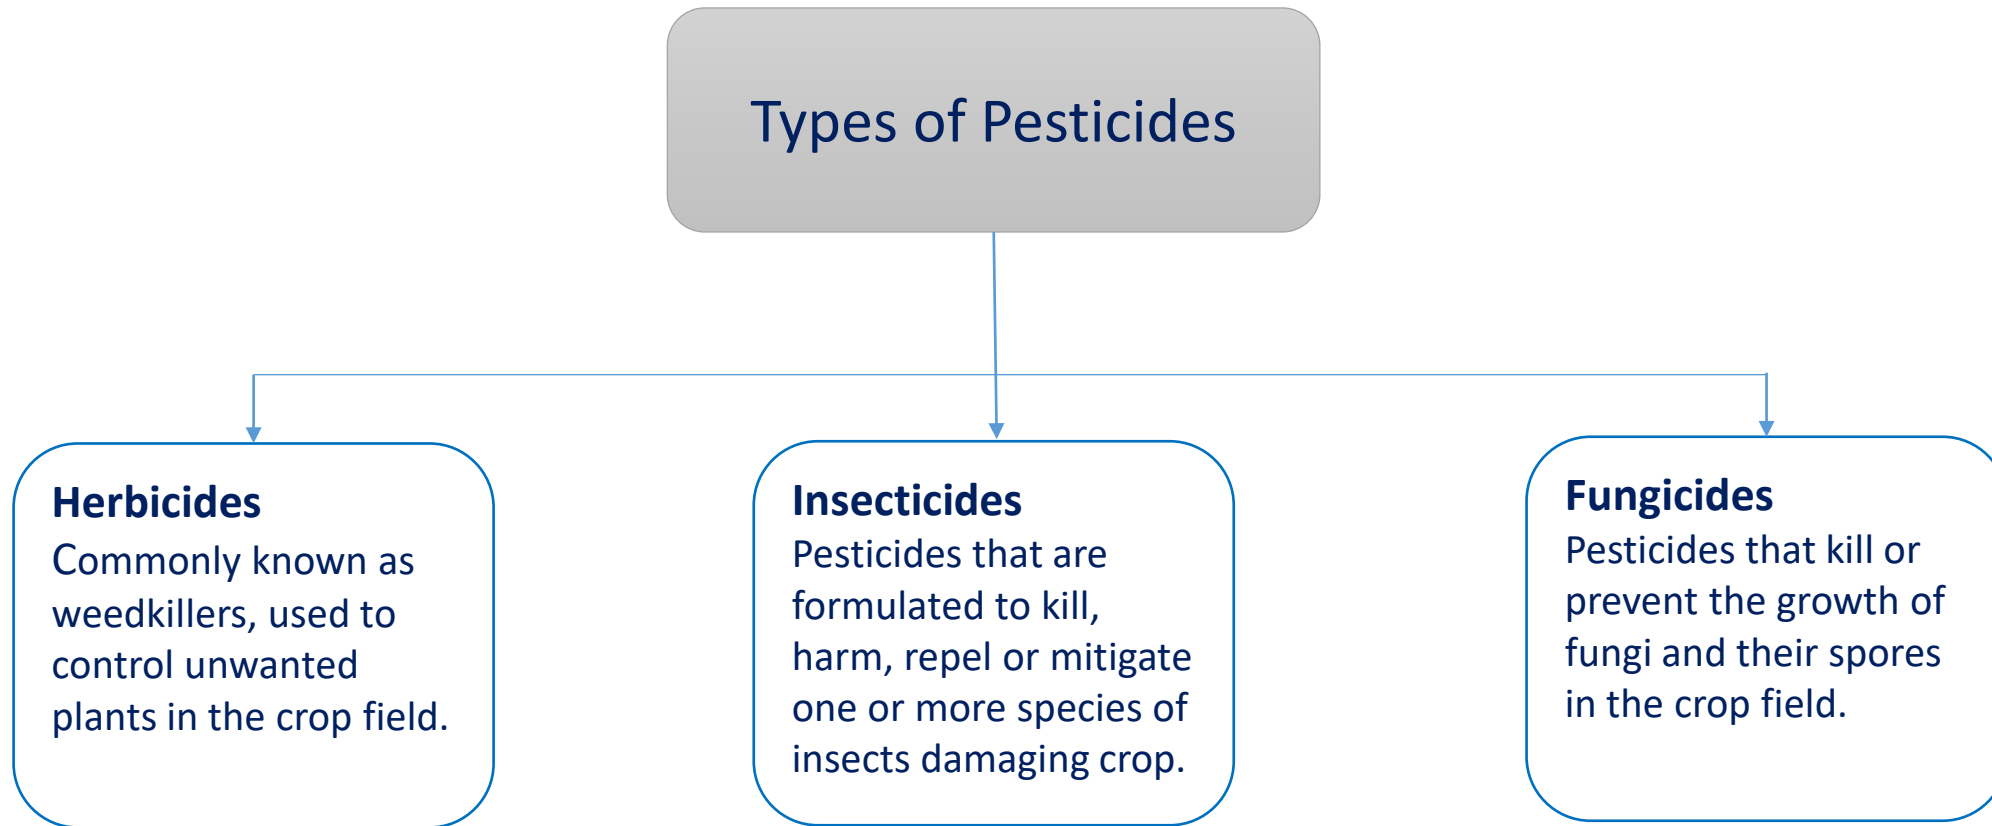 Types of Pesticides
Herbicides
Commonly known as
weedkillers, used to
control unwanted
plants in the crop field.
Insecticides
Pesticides that are
formulated to kill,
harm, repel or mitigate
one or more species of
insects damaging crop.
Fungicides
Pesticides that kill or
prevent the growth of
fungi and their spores
in the crop field.